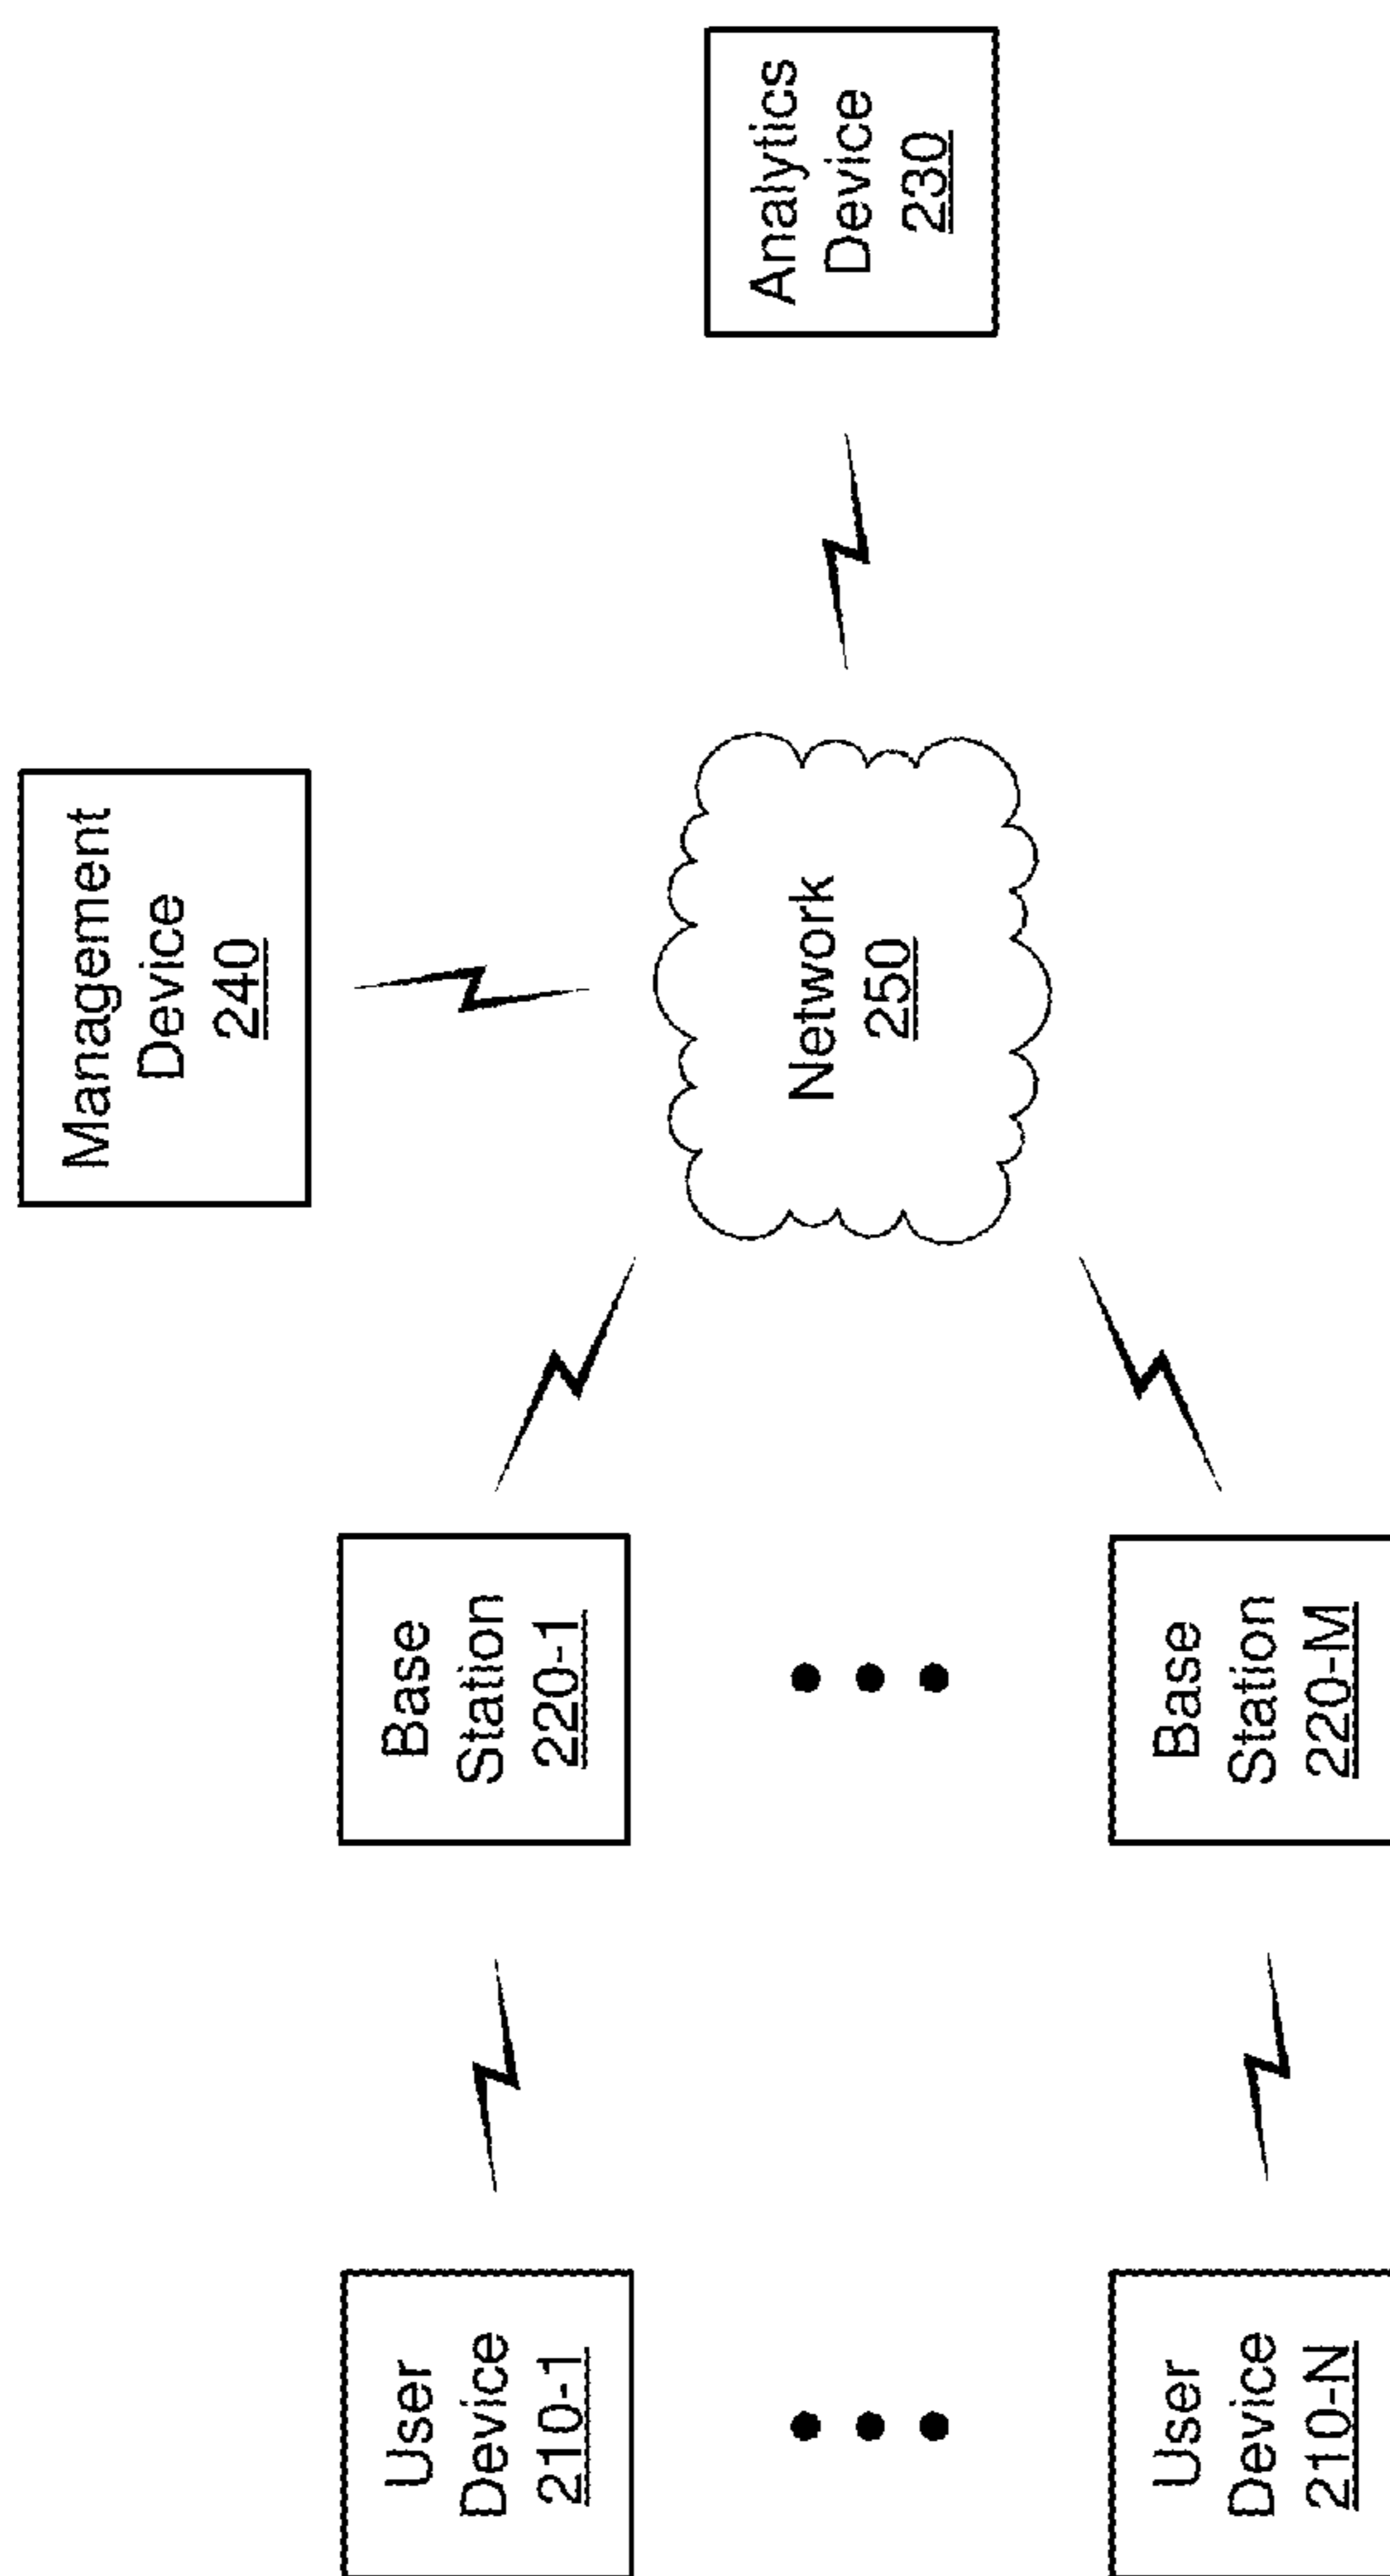 Management
Device
240
User
Device
210-1
Base
Station
220-1
Network
250
Analytics
Device
230
User
Device
210-N
Base
Station
220-M